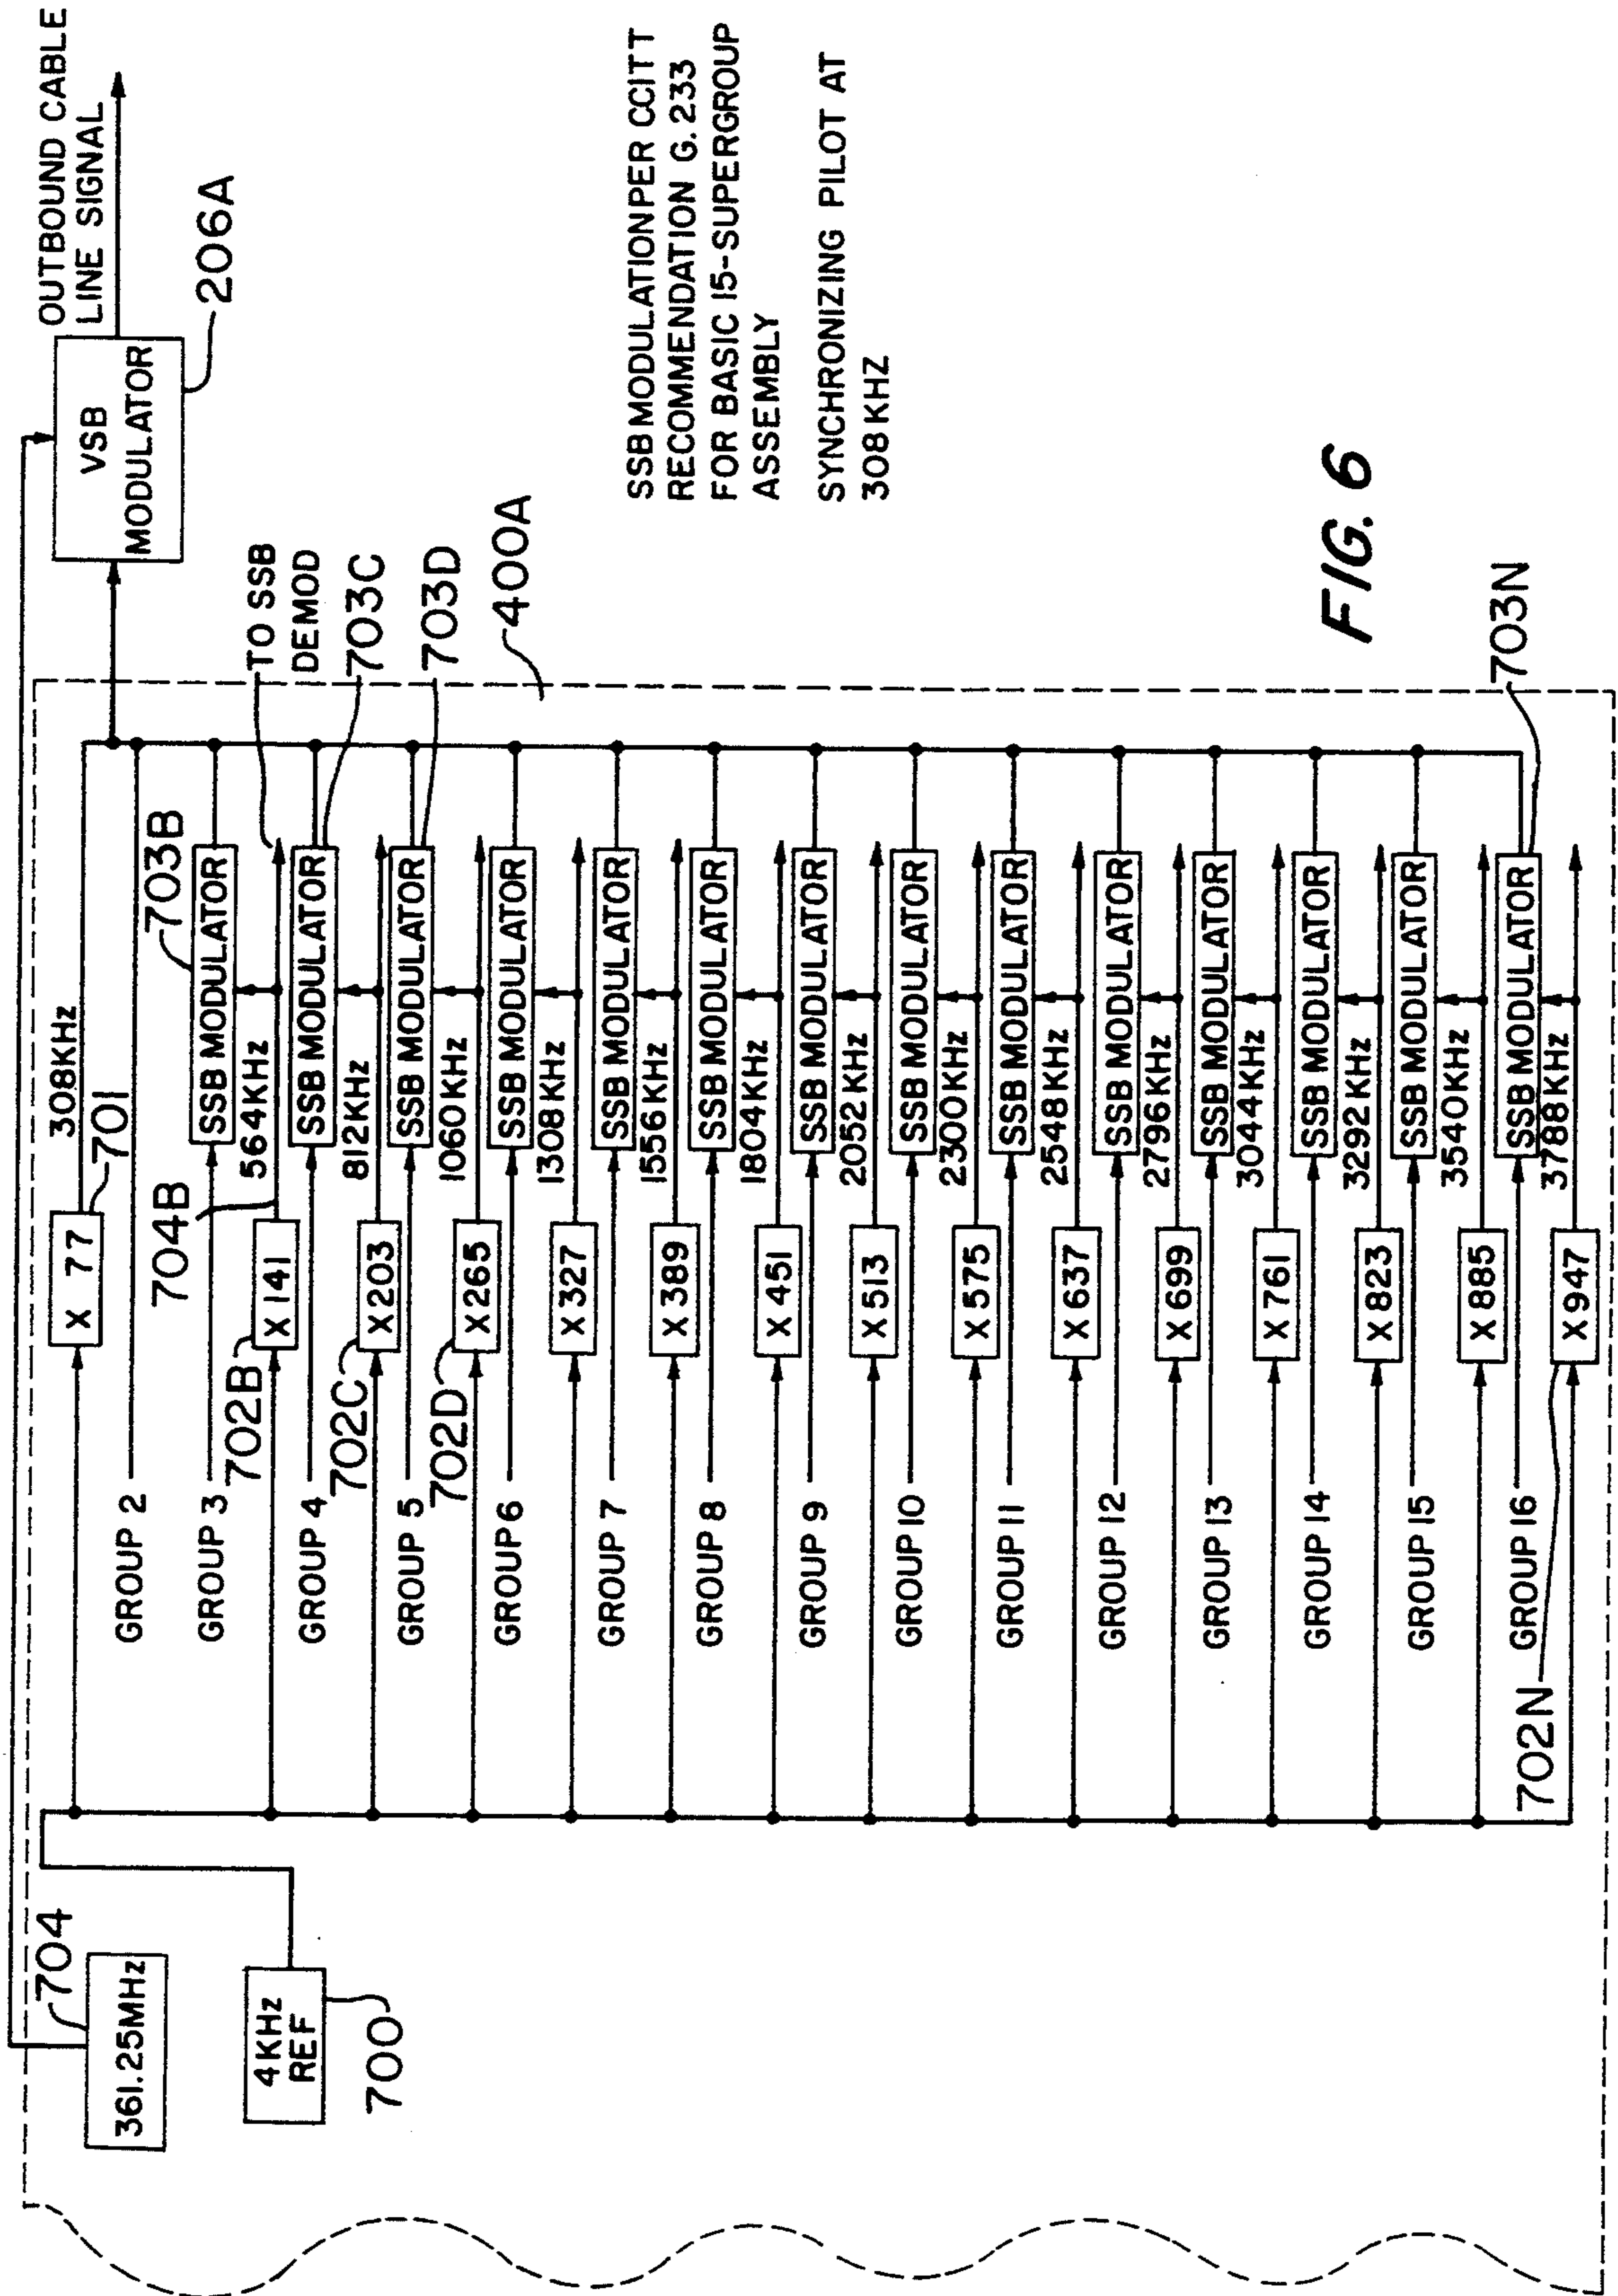 OUTBOUND CABLE
LINE SIGNAL
VSB
MODULATOR
206A
704
361.25MHz
4KHz
REF
700
X 77
308KHz
701
GROUP 2
GROUP 3
SSB MODULATOR
703B
704B
564KHz
702B
X 141
TO SSB
DEMOD
GROUP 4
SSB MODULATOR
703C
812KHz
702C
X 203
GROUP 5
SSB MODULATOR
703D
1060KHz
702D
X 265
400A
GROUP 6
SSB MODULATOR
1308KHz
X 327
GROUP 7
SSB MODULATOR
1556KHz
X 389
GROUP 8
SSB MODULATOR
1804KHz
X 451
GROUP 9
SSB MODULATOR
2052KHz
X 513
GROUP 10
SSB MODULATOR
2300KHz
X 575
GROUP 11
SSB MODULATOR
2548KHz
X 637
GROUP 12
SSB MODULATOR
2796KHz
X 699
GROUP 13
SSB MODULATOR
3044KHz
X 761
GROUP 14
SSB MODULATOR
3292KHz
X 823
GROUP 15
SSB MODULATOR
3540KHz
X 885
GROUP 16
SSB MODULATOR
703N
3788KHz
702N
X 947
SSB MODULATION PER CCITT
RECOMMENDATION G.233
FOR BASIC 15-SUPERGROUP
ASSEMBLY
SYNCHRONIZING PILOT AT
308KHZ
FIG. 6